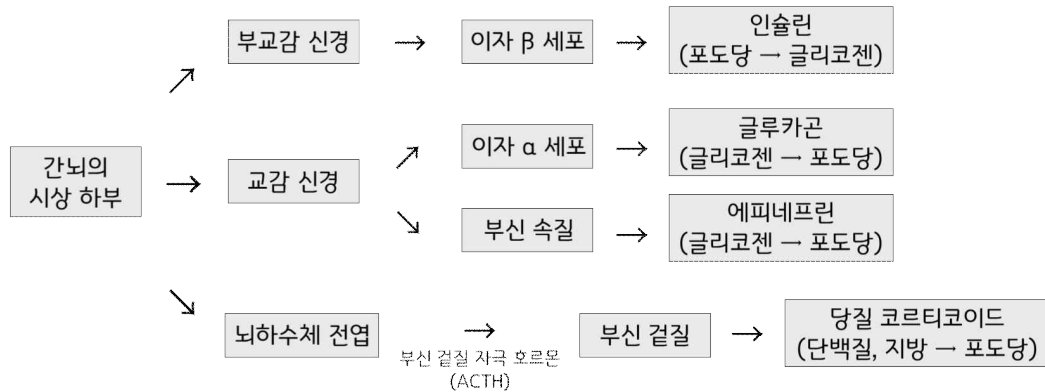 부교감 신경
이자 β 세포
인슐린
(포도당 → 글리코젠)
간뇌의
시상 하부
교감 신경
이자 α 세포
글루카곤
(글리코젠 → 포도당)
부신 속질
에피네프린
(글리코젠 → 포도당)
뇌하수체 전엽
부신 겉질 자극 호르몬
(ACTH)
부신 겉질
당질 코르티코이드
(단백질, 지방 → 포도당)